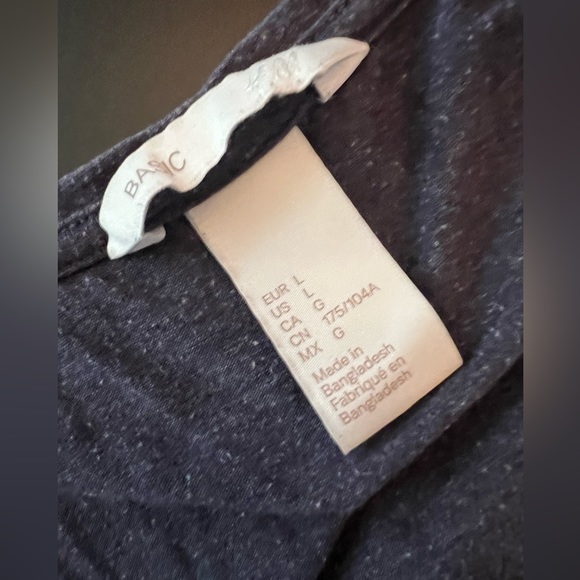 BASIC
EUR L
US L
CA G
CN 175/104A
MX G
Made in
Bangladesh
Fabriqué en
Bangladesh